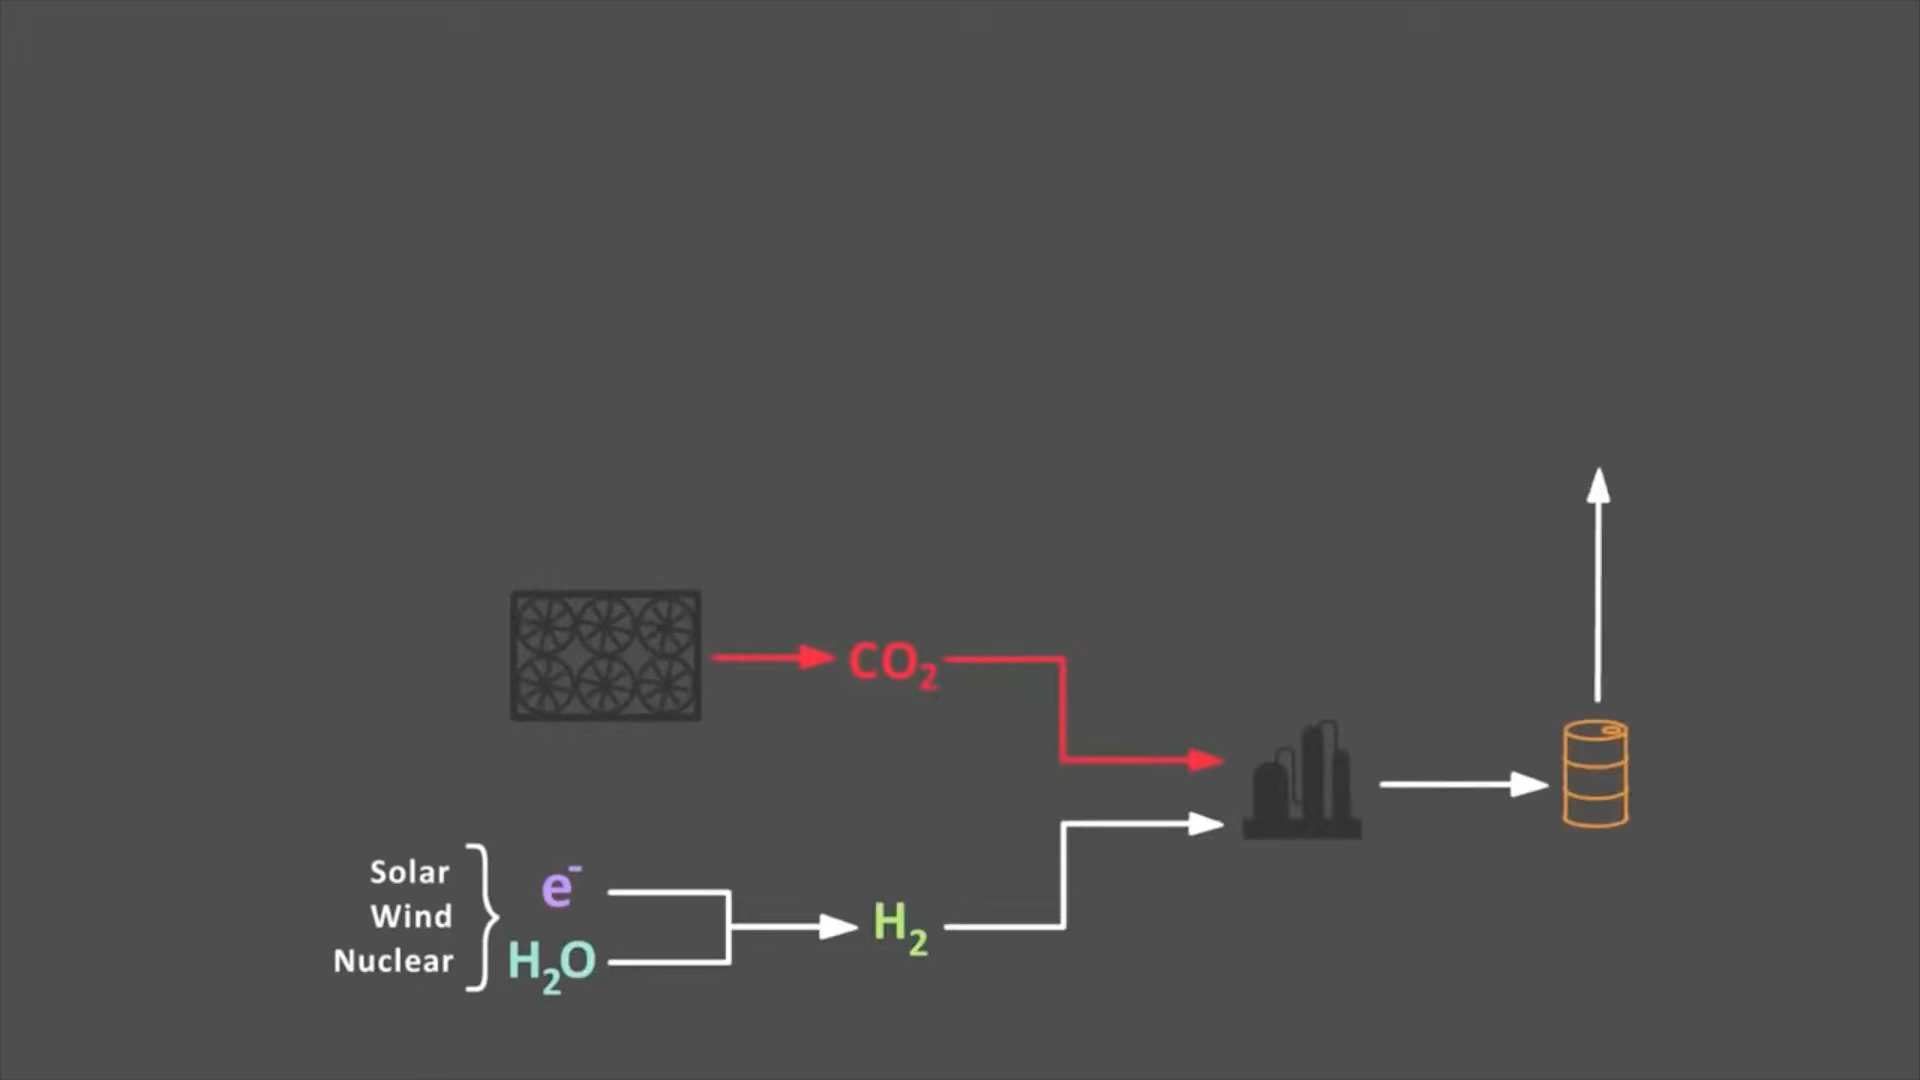 CO₂
Solar
Wind
Nuclear
e⁻
H₂O
H₂